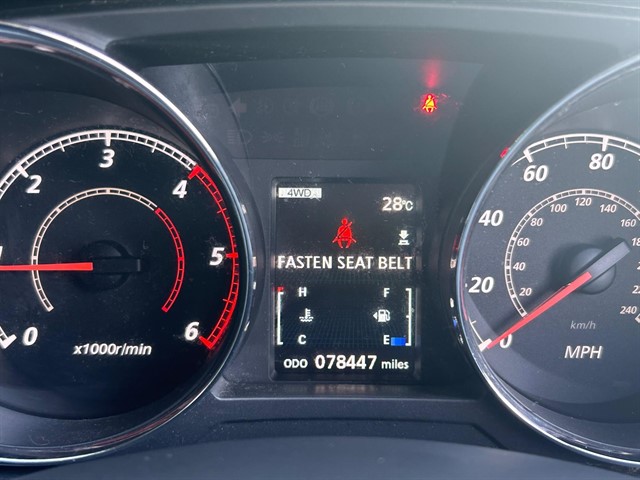 4WD
28°C
FASTEN SEAT BELT
H F
C E
ODO 078447 miles
2 3 4 5 6
0
x1000r/min
0 20 40 60 80
20 40 60 80 100 120 140 160
240
km/h
MPH